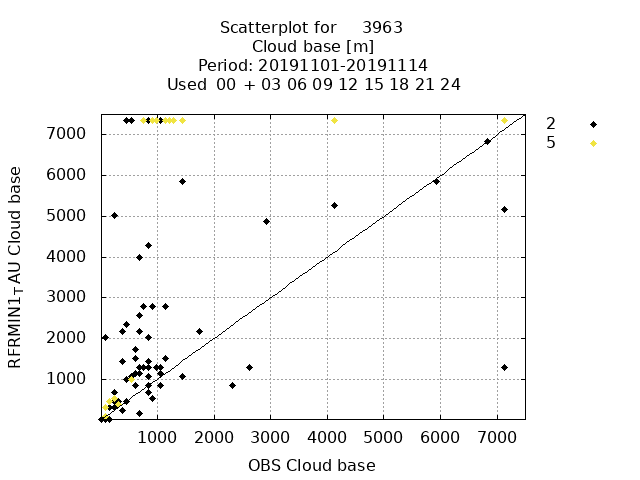 Scatterplot for 3963
Cloud base [m]
Period: 20191101-20191114
Used 00 + 03 06 09 12 15 18 21 24
2
5
7000
6000
5000
4000
3000
2000
1000
RFRMIN1TAU Cloud base
1000 2000 3000 4000 5000 6000 7000
OBS Cloud base